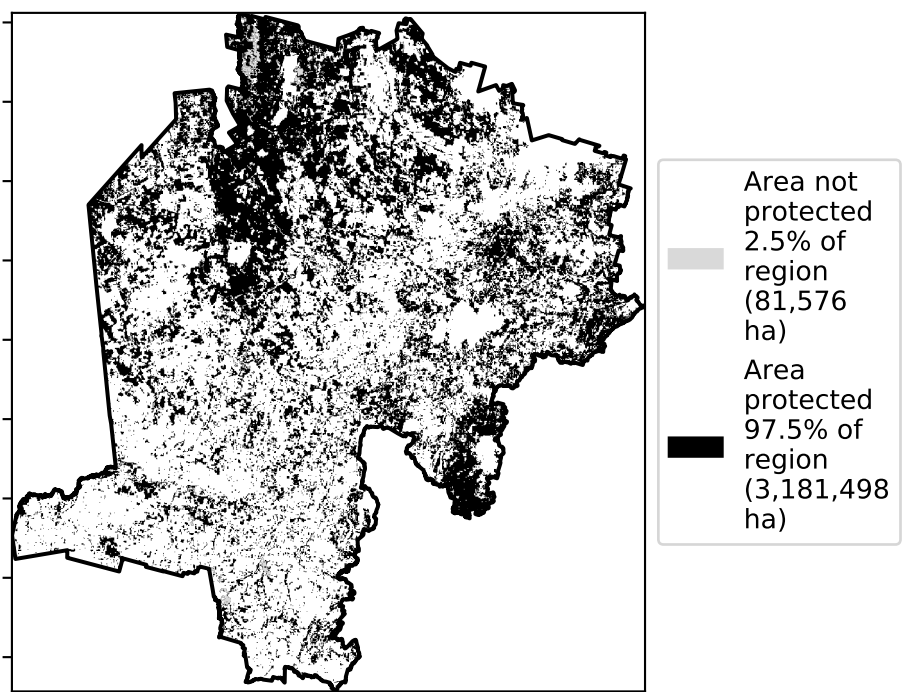 Area not
protected
2.5% of
region
(81,576
ha)
Area
protected
97.5% of
region
(3,181,498
ha)